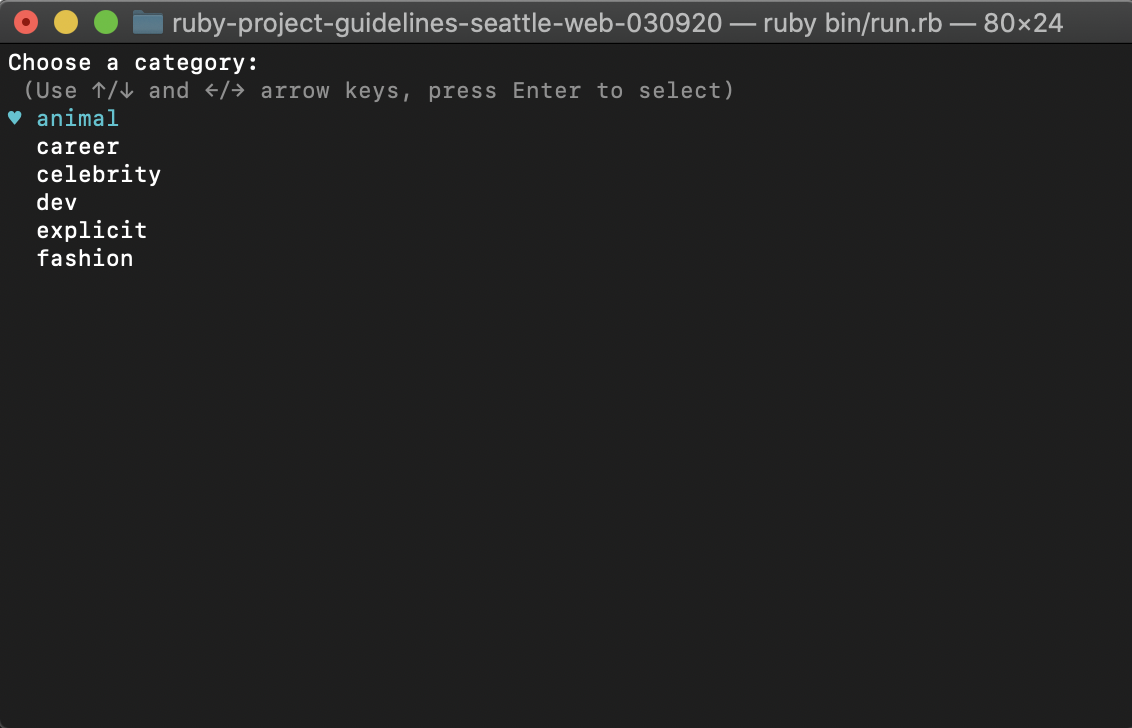 ruby-project-guidelines-seattle-web-030920 — ruby bin/run.rb — 80×24
Choose a category:
(Use ↑/↓ and ←/→ arrow keys, press Enter to select)
♥ animal
career
celebrity
dev
explicit
fashion